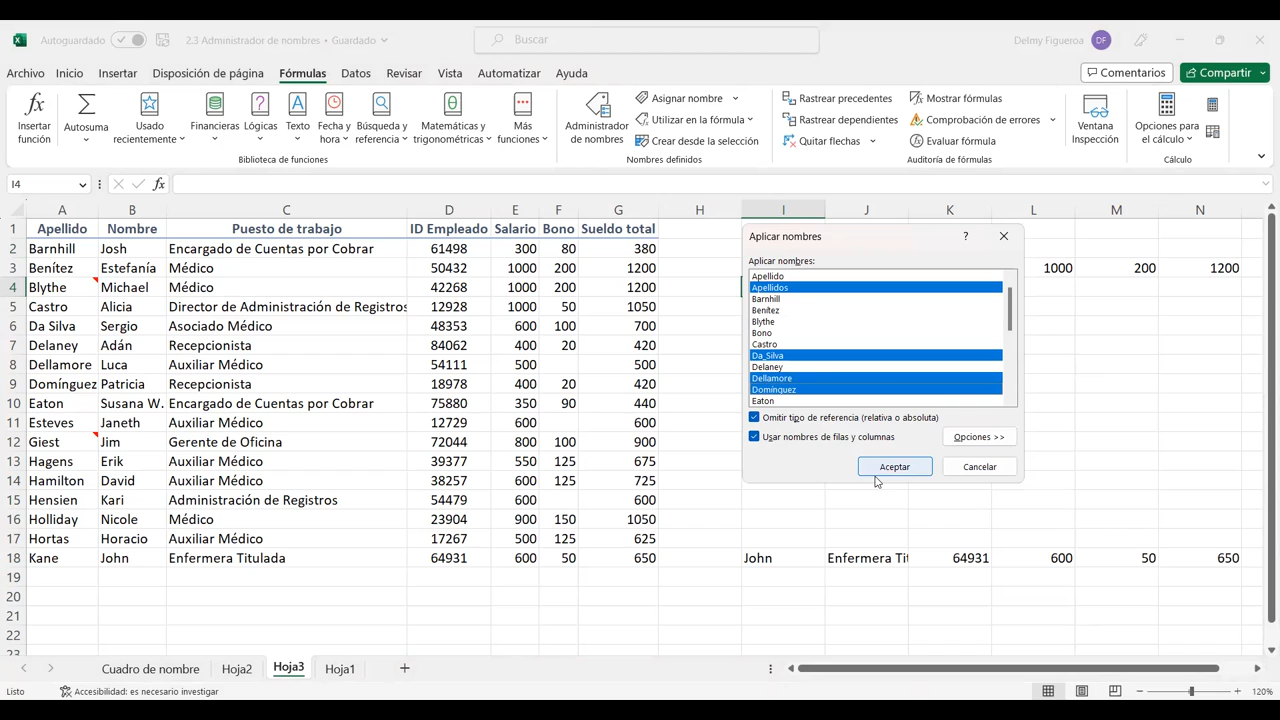 Autoguardado 2.3 Administrador de nombres • Guardado Buscar Delmy Figueroa DF
Archivo Inicio Insertar Disposición de página Fórmulas Datos Revisar Vista Automatizar Ayuda Comentarios Compartir
Insertar función Autosuma Usado recientemente Financieras Lógicas Texto Fecha y hora Búsqueda y referencia Matemáticas y trigonométricas Más funciones
Biblioteca de funciones
Administrador de nombres Asignar nombre Utilizar en la fórmula Crear desde la selección
Nombres definidos
Rastrear precedentes Rastrear dependientes Quitar flechas Mostrar fórmulas Comprobación de errores Evaluar fórmula
Auditoría de fórmulas
Ventana Inspección
Opciones para el cálculo
Cálculo
I4 fx
A B C D E F G H I J K L M N
1 Apellido Nombre Puesto de trabajo ID Empleado Salario Bono Sueldo total
2 Barnhill Josh Encargado de Cuentas por Cobrar 61498 300 80 380
3 Benítez Estefanía Médico 50432 1000 200 1200 1000 200 1200
4 Blythe Michael Médico 42268 1000 200 1200
5 Castro Alicia Director de Administración de Registros 12928 1000 50 1050
6 Da Silva Sergio Asociado Médico 48353 600 100 700
7 Delaney Adán Recepcionista 84062 400 20 420
8 Dellamore Luca Auxiliar Médico 54111 500 500
9 Domínguez Patricia Recepcionista 18978 400 20 420
10 Eaton Susana W. Encargado de Cuentas por Cobrar 75880 350 90 440
11 Esteves Janeth Auxiliar Médico 12729 600 600
12 Giest Jim Gerente de Oficina 72044 800 100 900
13 Hagens Erik Auxiliar Médico 39377 550 125 675
14 Hamilton David Auxiliar Médico 38257 600 125 725
15 Hensien Kari Administración de Registros 54479 600 600
16 Holliday Nicole Médico 23904 900 150 1050
17 Hortas Horacio Auxiliar Médico 17267 500 125 625
18 Kane John Enfermera Titulada 64931 600 50 650 John Enfermera Tit 64931 600 50 650
19
20
21
22
23
Aplicar nombres ?
Aplicar nombres:
Apellido
Apellidos
Barnhill
Benítez
Blythe
Bono
Castro
Da_Silva
Delaney
Dellamore
Domínguez
Eaton
Omitir tipo de referencia (relativa o absoluta)
Usar nombres de filas y columnas Opciones >>
Aceptar Cancelar
Cuadro de nombre Hoja2 Hoja3 Hoja1
Listo Accesibilidad: es necesario investigar 120%